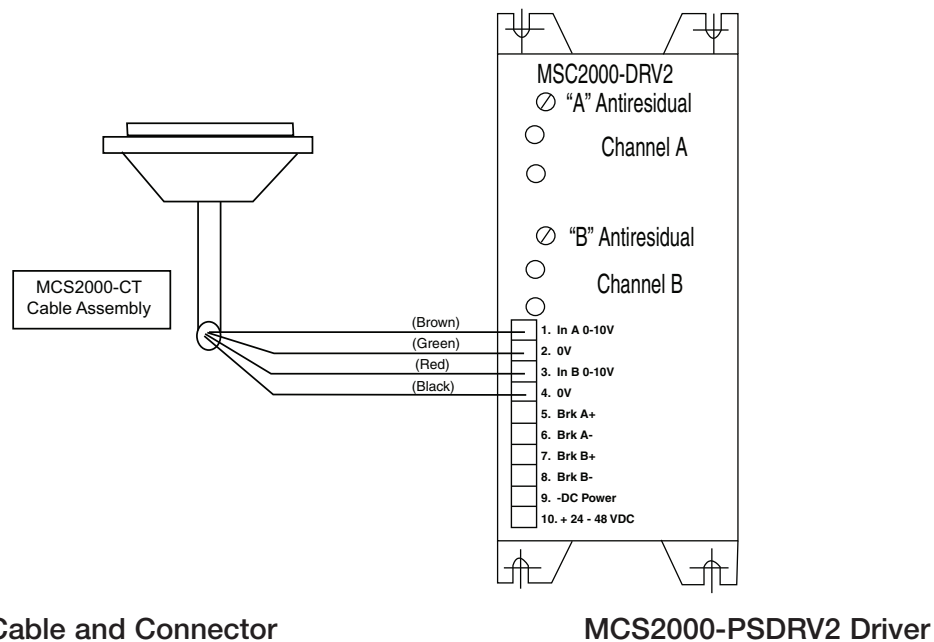 MSC2000-DRV2
"A" Antiresidual
Channel A
"B" Antiresidual
Channel B
MCS2000-CT
Cable Assembly
(Brown)
(Green)
(Red)
(Black)
1. In A 0-10V
2. 0V
3. In B 0-10V
4. 0V
5. Brk A+
6. Brk A-
7. Brk B+
8. Brk B-
9. -DC Power
10. + 24 - 48 VDC
Cable and Connector
MCS2000-PSDRV2 Driver